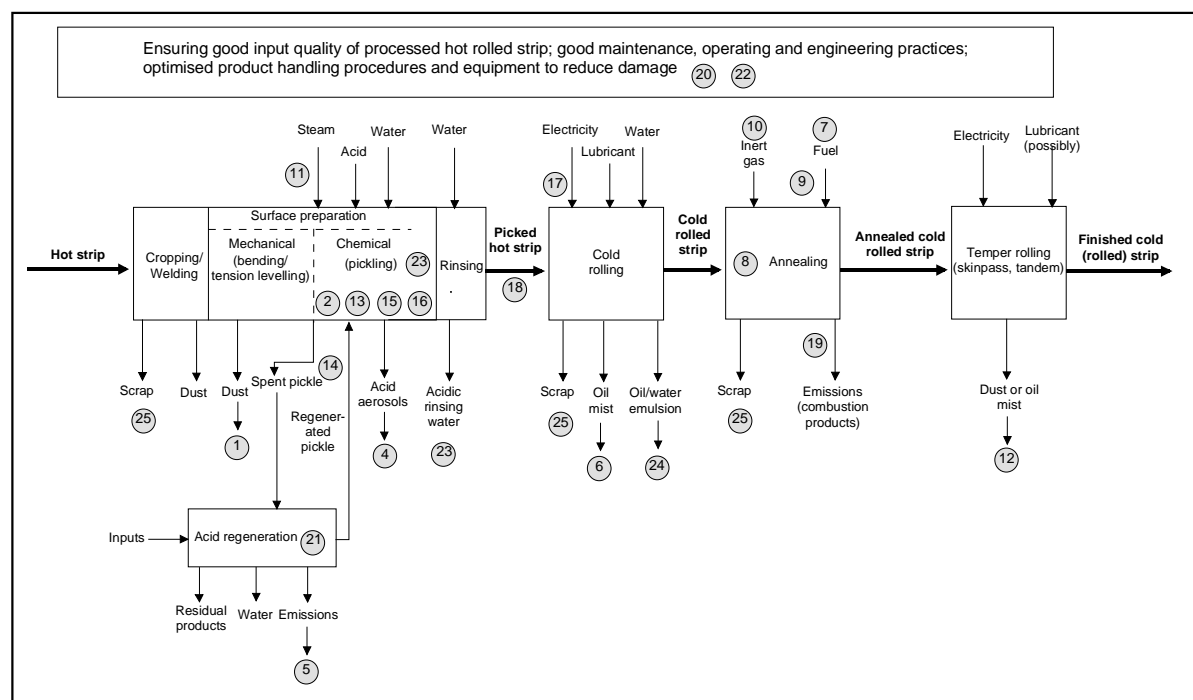 Ensuring good input quality of processed hot rolled strip; good maintenance, operating and engineering practices;
optimised product handling procedures and equipment to reduce damage 20 22
Steam
Acid
Water
Water
11
Electricity
Lubricant
Water
17
10
Inert
gas
7
Fuel
9
Electricity
Lubricant
(possibly)
Hot strip
Cropping/
Welding
Surface preparation
Mechanical
(bending/
tension levelling)
Chemical
(pickling)
23
2 13 15 16
Rinsing
.
Picked
hot strip
18
Cold
rolling
Cold
rolled
strip
8 Annealing
Annealed cold
rolled strip
Temper rolling
(skinpass, tandem)
Finished cold
(rolled) strip
Scrap
25
Dust
Dust
1
14
Spent pickle
Regener-
ated
pickle
Acid
aerosols
4
Acidic
rinsing
water
23
Scrap
25
Oil
mist
6
Oil/water
emulsion
24
Scrap
25
19
Emissions
(combustion
products)
Dust or oil
mist
12
Inputs
Acid regeneration 21
Residual
products
Water
Emissions
5